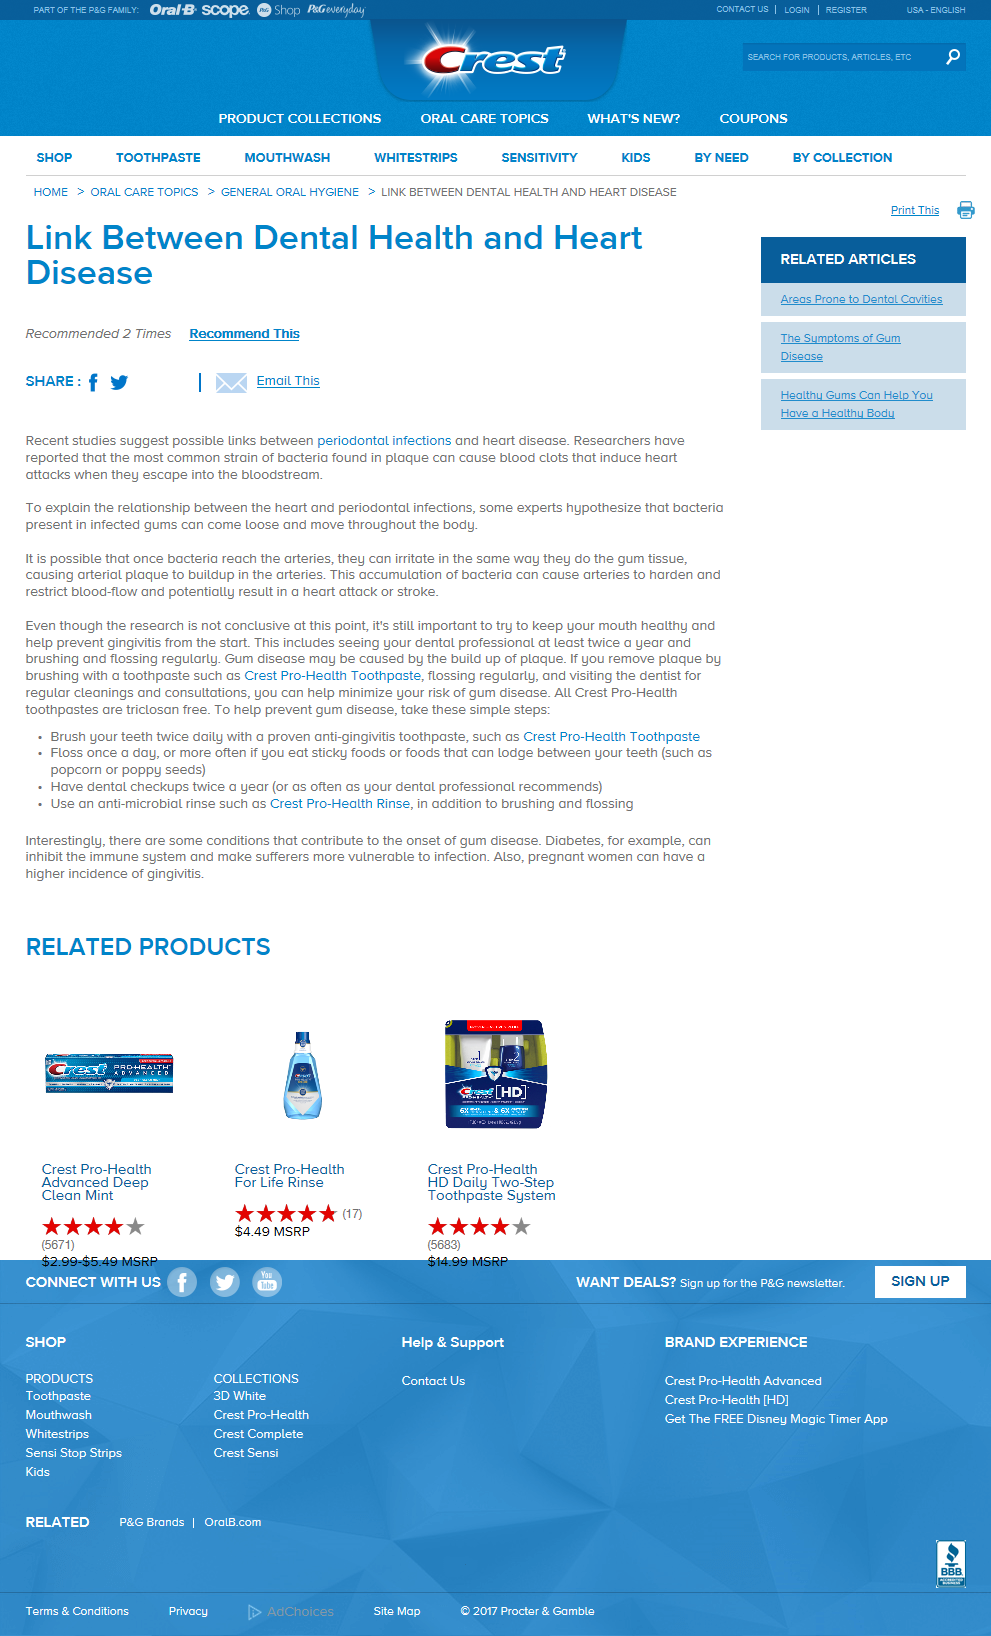 PART OF THE P&G FAMILY: Oral-B scope. P&G Shop P&G everyday
CONTACT US | LOGIN | REGISTER USA - ENGLISH
Crest
SEARCH FOR PRODUCTS, ARTICLES, ETC
PRODUCT COLLECTIONS ORAL CARE TOPICS WHAT'S NEW? COUPONS
SHOP TOOTHPASTE MOUTHWASH WHITESTRIPS SENSITIVITY KIDS BY NEED BY COLLECTION
HOME > ORAL CARE TOPICS > GENERAL ORAL HYGIENE > LINK BETWEEN DENTAL HEALTH AND HEART DISEASE
Print This
Link Between Dental Health and Heart
Disease
Recommended 2 Times Recommend This
SHARE : | Email This
RELATED ARTICLES
Areas Prone to Dental Cavities
The Symptoms of Gum
Disease
Healthy Gums Can Help You
Have a Healthy Body
Recent studies suggest possible links between periodontal infections and heart disease. Researchers have
reported that the most common strain of bacteria found in plaque can cause blood clots that induce heart
attacks when they escape into the bloodstream.
To explain the relationship between the heart and periodontal infections, some experts hypothesize that bacteria
present in infected gums can come loose and move throughout the body.
It is possible that once bacteria reach the arteries, they can irritate in the same way they do the gum tissue,
causing arterial plaque to buildup in the arteries. This accumulation of bacteria can cause arteries to harden and
restrict blood-flow and potentially result in a heart attack or stroke.
Even though the research is not conclusive at this point, it's still important to try to keep your mouth healthy and
help prevent gingivitis from the start. This includes seeing your dental professional at least twice a year and
brushing and flossing regularly. Gum disease may be caused by the build up of plaque. If you remove plaque by
brushing with a toothpaste such as Crest Pro-Health Toothpaste, flossing regularly, and visiting the dentist for
regular cleanings and consultations, you can help minimize your risk of gum disease. All Crest Pro-Health
toothpastes are triclosan free. To help prevent gum disease, take these simple steps:
• Brush your teeth twice daily with a proven anti-gingivitis toothpaste, such as Crest Pro-Health Toothpaste
• Floss once a day, or more often if you eat sticky foods or foods that can lodge between your teeth (such as
popcorn or poppy seeds)
• Have dental checkups twice a year (or as often as your dental professional recommends)
• Use an anti-microbial rinse such as Crest Pro-Health Rinse, in addition to brushing and flossing
Interestingly, there are some conditions that contribute to the onset of gum disease. Diabetes, for example, can
inhibit the immune system and make sufferers more vulnerable to infection. Also, pregnant women can have a
higher incidence of gingivitis.
RELATED PRODUCTS
Crest PRO-HEALTH
ADVANCED
Crest
[HD]
Crest Pro-Health
Advanced Deep
Clean Mint
(5671)
$2.99-$5.49 MSRP
Crest Pro-Health
For Life Rinse
(17)
$4.49 MSRP
Crest Pro-Health
HD Daily Two-Step
Toothpaste System
(5683)
$14.99 MSRP
CONNECT WITH US You Tube
WANT DEALS? Sign up for the P&G newsletter. SIGN UP
SHOP
PRODUCTS
Toothpaste
Mouthwash
Whitestrips
Sensi Stop Strips
Kids
COLLECTIONS
3D White
Crest Pro-Health
Crest Complete
Crest Sensi
Help & Support
Contact Us
BRAND EXPERIENCE
Crest Pro-Health Advanced
Crest Pro-Health [HD]
Get The FREE Disney Magic Timer App
RELATED P&G Brands | OralB.com
BBB
ACCREDITED
BUSINESS
Terms & Conditions Privacy AdChoices Site Map © 2017 Procter & Gamble